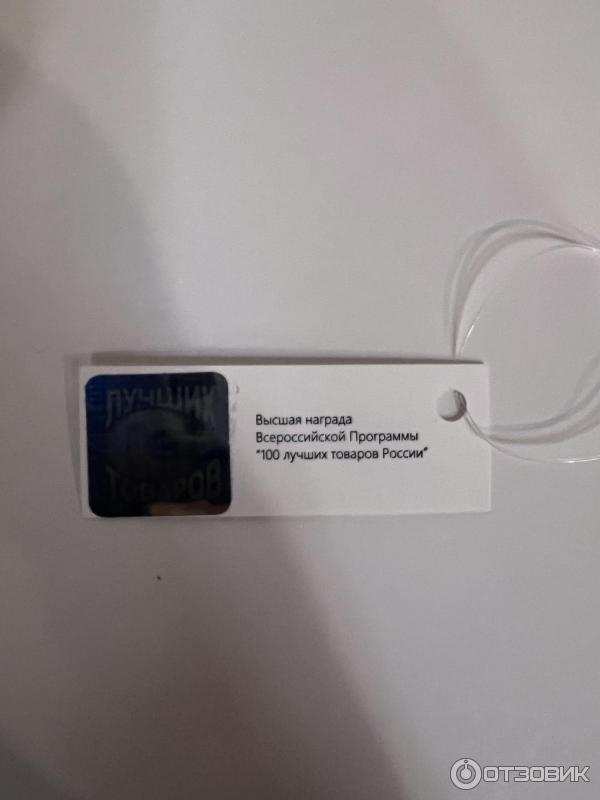 ЛУЧШИХ
ТОВАРОВ
Высшая награда
Всероссийской Программы
"100 лучших товаров России"
ОТЗОВИК